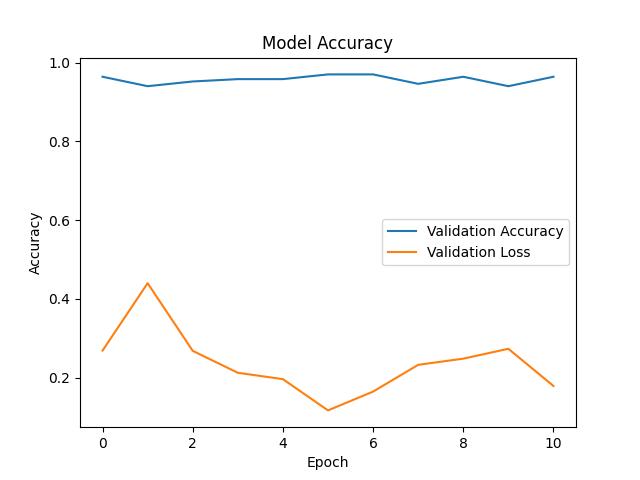 Model Accuracy
1.0
0.8
0.6
0.4
0.2
Accuracy
Validation Accuracy
Validation Loss
0 2 4 6 8 10
Epoch